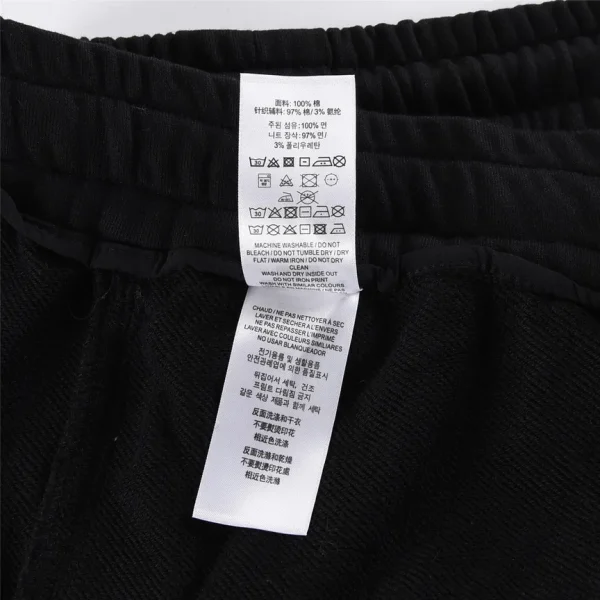 面料: 100% 棉
针织辅料: 97% 棉/ 3% 氨纶
주된 섬유: 100% 면
니트 장식: 97% 면/
3% 폴리우레탄
MACHINE WASHABLE / DO NOT
BLEACH / DO NOT TUMBLE DRY / DRY
FLAT / WARM IRON / DO NOT DRY
CLEAN
WASH AND DRY INSIDE OUT
DO NOT IRON PRINT
WASH WITH SIMILAR COLOURS
CHAUD / NE PAS NETTOYER À SEC
LAVER ET SÉCHER À L'ENVERS
NE PAS REPASSER L'IMPRIMÉ
LAVER AVEC COULEURS SIMILIAIRES
NO USAR BLANQUEADOR
전기용품 및 생활용품
안전관리법에 의한 품질표시
뒤집어서 세탁, 건조
프린트 다림질 금지
같은 색상 제품과 함께 세탁
反面洗涤和干衣
不要熨烫印花
相近色洗涤
反面洗滌和乾燥
不要熨燙印花處
相近色洗滌